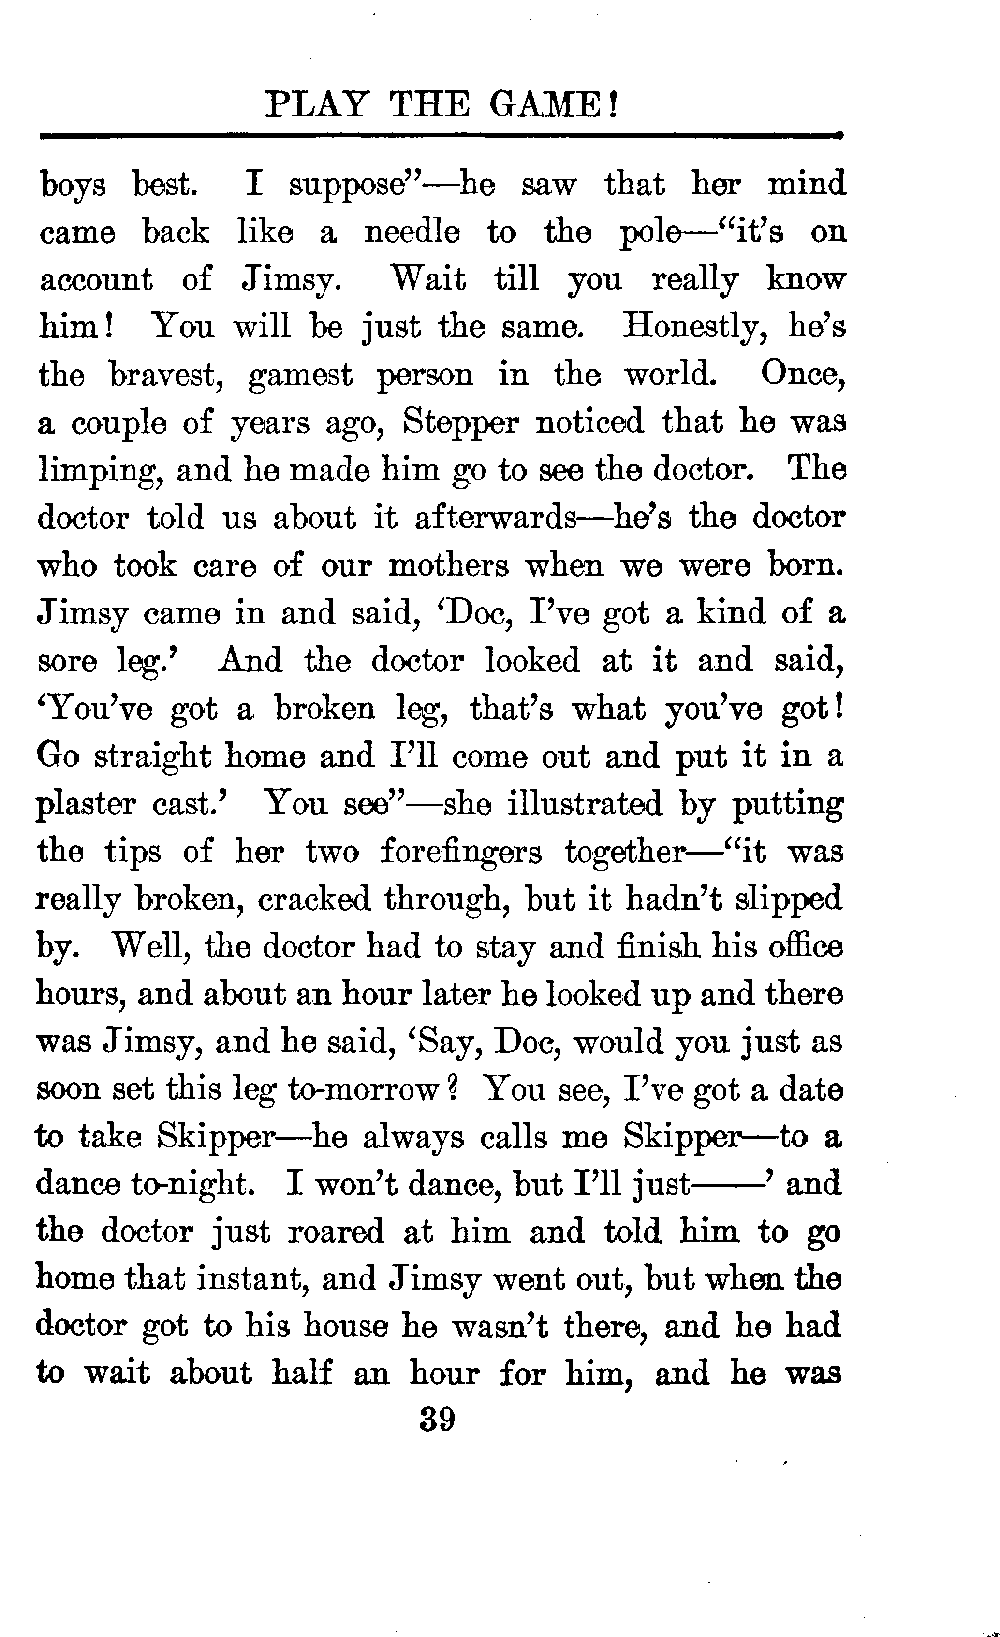 PLAY THE GAME!
boys best. I suppose”—he saw that her mind
came back like a needle to the pole—“it’s on
account of Jimsy. Wait till you really know
him! You will be just the same. Honestly, he’s
the bravest, gamest person in the world. Once,
a couple of years ago, Stepper noticed that he was
limping, and he made him go to see the doctor. The
doctor told us about it afterwards—he’s the doctor
who took care of our mothers when we were born.
Jimsy came in and said, ‘Doc, I’ve got a kind of a
sore leg.’ And the doctor looked at it and said,
‘You’ve got a broken leg, that’s what you’ve got!
Go straight home and I’ll come out and put it in a
plaster cast.’ You see”—she illustrated by putting
the tips of her two forefingers together—“it was
really broken, cracked through, but it hadn’t slipped
by. Well, the doctor had to stay and finish his office
hours, and about an hour later he looked up and there
was Jimsy, and he said, ‘Say, Doc, would you just as
soon set this leg to-morrow? You see, I’ve got a date
to take Skipper—he always calls me Skipper—to a
dance to-night. I won’t dance, but I’ll just——’ and
the doctor just roared at him and told him to go
home that instant, and Jimsy went out, but when the
doctor got to his house he wasn’t there, and he had
to wait about half an hour for him, and he was
39